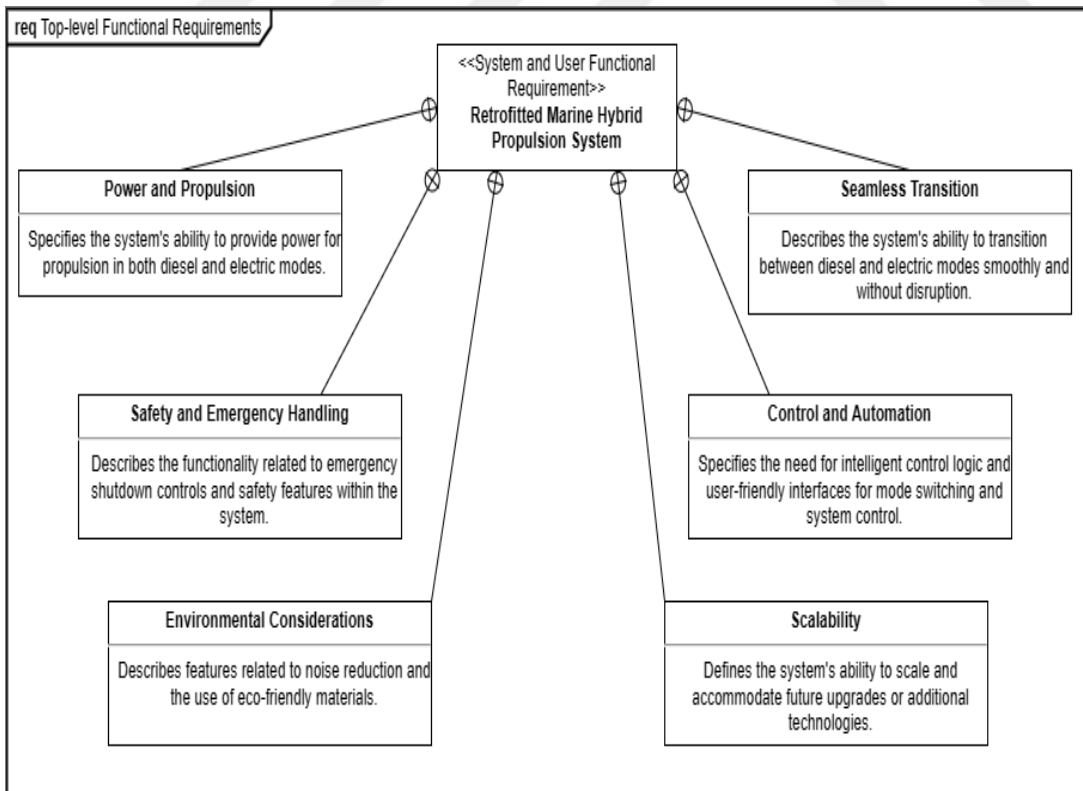 req Top-level Functional Requirements
<<System and User Functional
Requirement>>
Retrofitted Marine Hybrid
Propulsion System
Power and Propulsion
Specifies the system's ability to provide power for
propulsion in both diesel and electric modes.
Seamless Transition
Describes the system's ability to transition
between diesel and electric modes smoothly and
without disruption.
Safety and Emergency Handling
Describes the functionality related to emergency
shutdown controls and safety features within the
system.
Control and Automation
Specifies the need for intelligent control logic and
user-friendly interfaces for mode switching and
system control.
Environmental Considerations
Describes features related to noise reduction and
the use of eco-friendly materials.
Scalability
Defines the system's ability to scale and
accommodate future upgrades or additional
technologies.